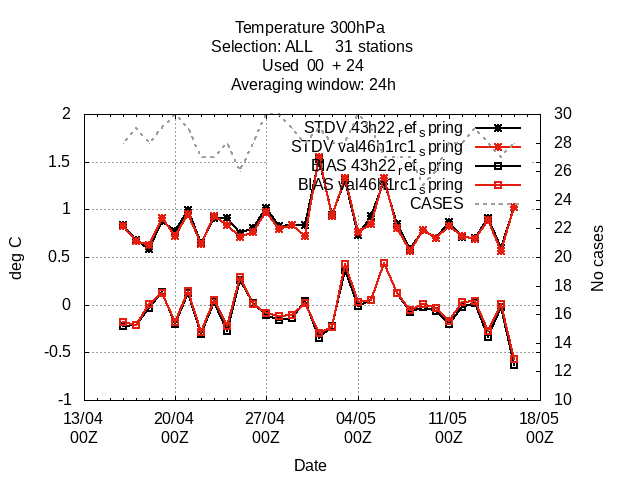 Temperature 300hPa
Selection: ALL 31 stations
Used 00 + 24
Averaging window: 24h
STDV 43h22_ref_spring
STDV val46h1rc1_spring
BIAS 43h22_ref_spring
BIAS val46h1rc1_spring
CASES
2
1.5
1
0.5
0
-0.5
-1
deg C
30
28
26
24
22
20
18
16
14
12
10
No cases
13/04 20/04 27/04 04/05 11/05 18/05
00Z 00Z 00Z 00Z 00Z 00Z
Date